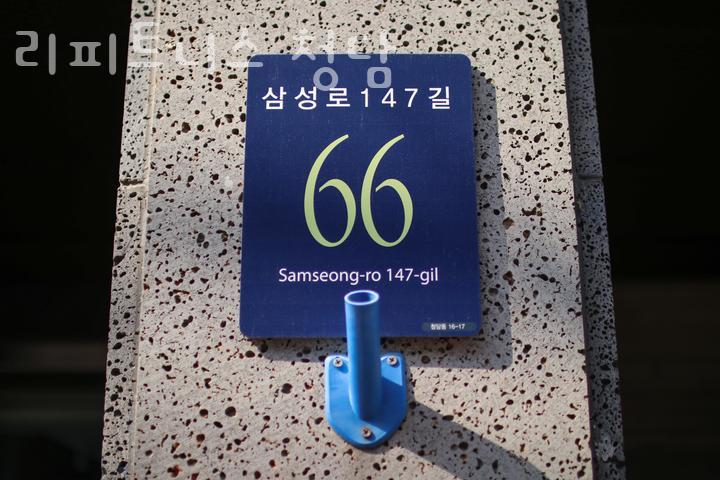 리피트니스 청담
삼성로147길
66
Samseong-ro 147-gil
청담동 16-17